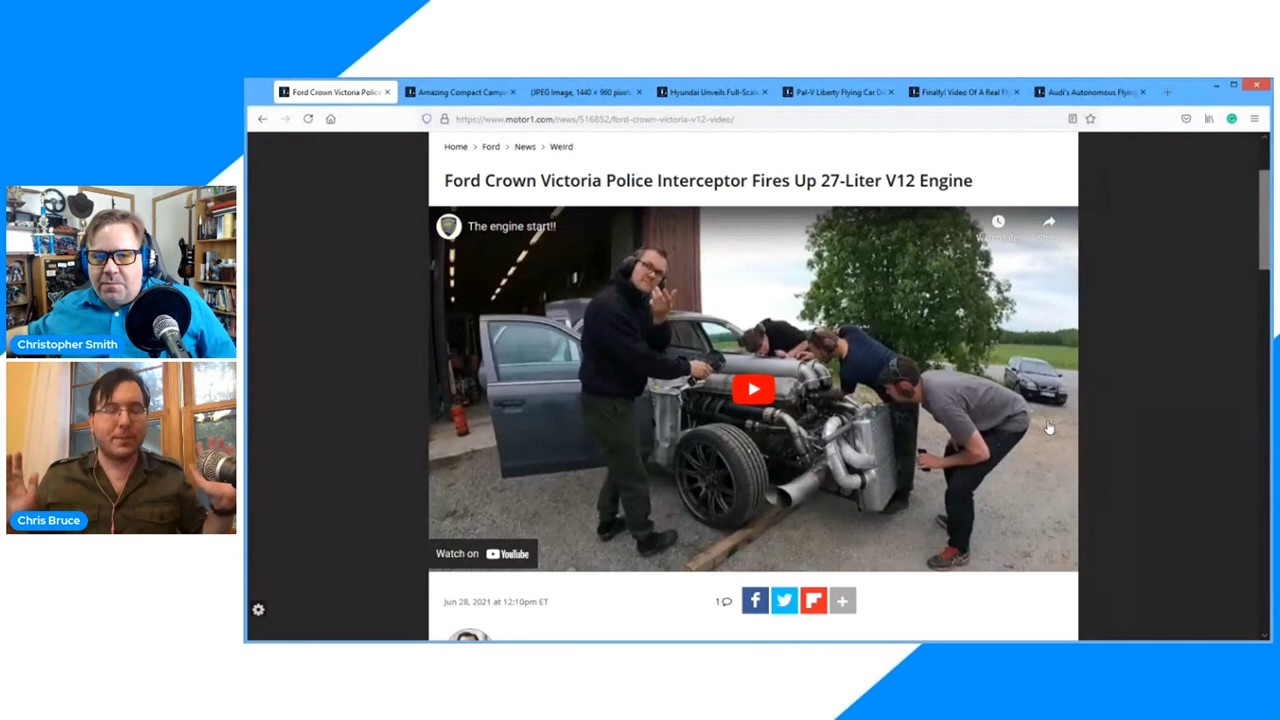 Ford Crown Victoria Police
Amazing Compact Camp
(JPEG Image, 1440 × 960 pixel
Hyundai Unveils Full-Scale
Pal-V Liberty Flying Car D
Finally! Video Of A Real Fl
Audi's Autonomous Flying
https://www.motor1.com/news/516852/ford-crown-victoria-v12-video/
Home > Ford > News > Weird
Ford Crown Victoria Police Interceptor Fires Up 27-Liter V12 Engine
The engine start!!
Christopher Smith
Chris Bruce
Watch on YouTube
Jun 28, 2021 at 12:10pm ET
1